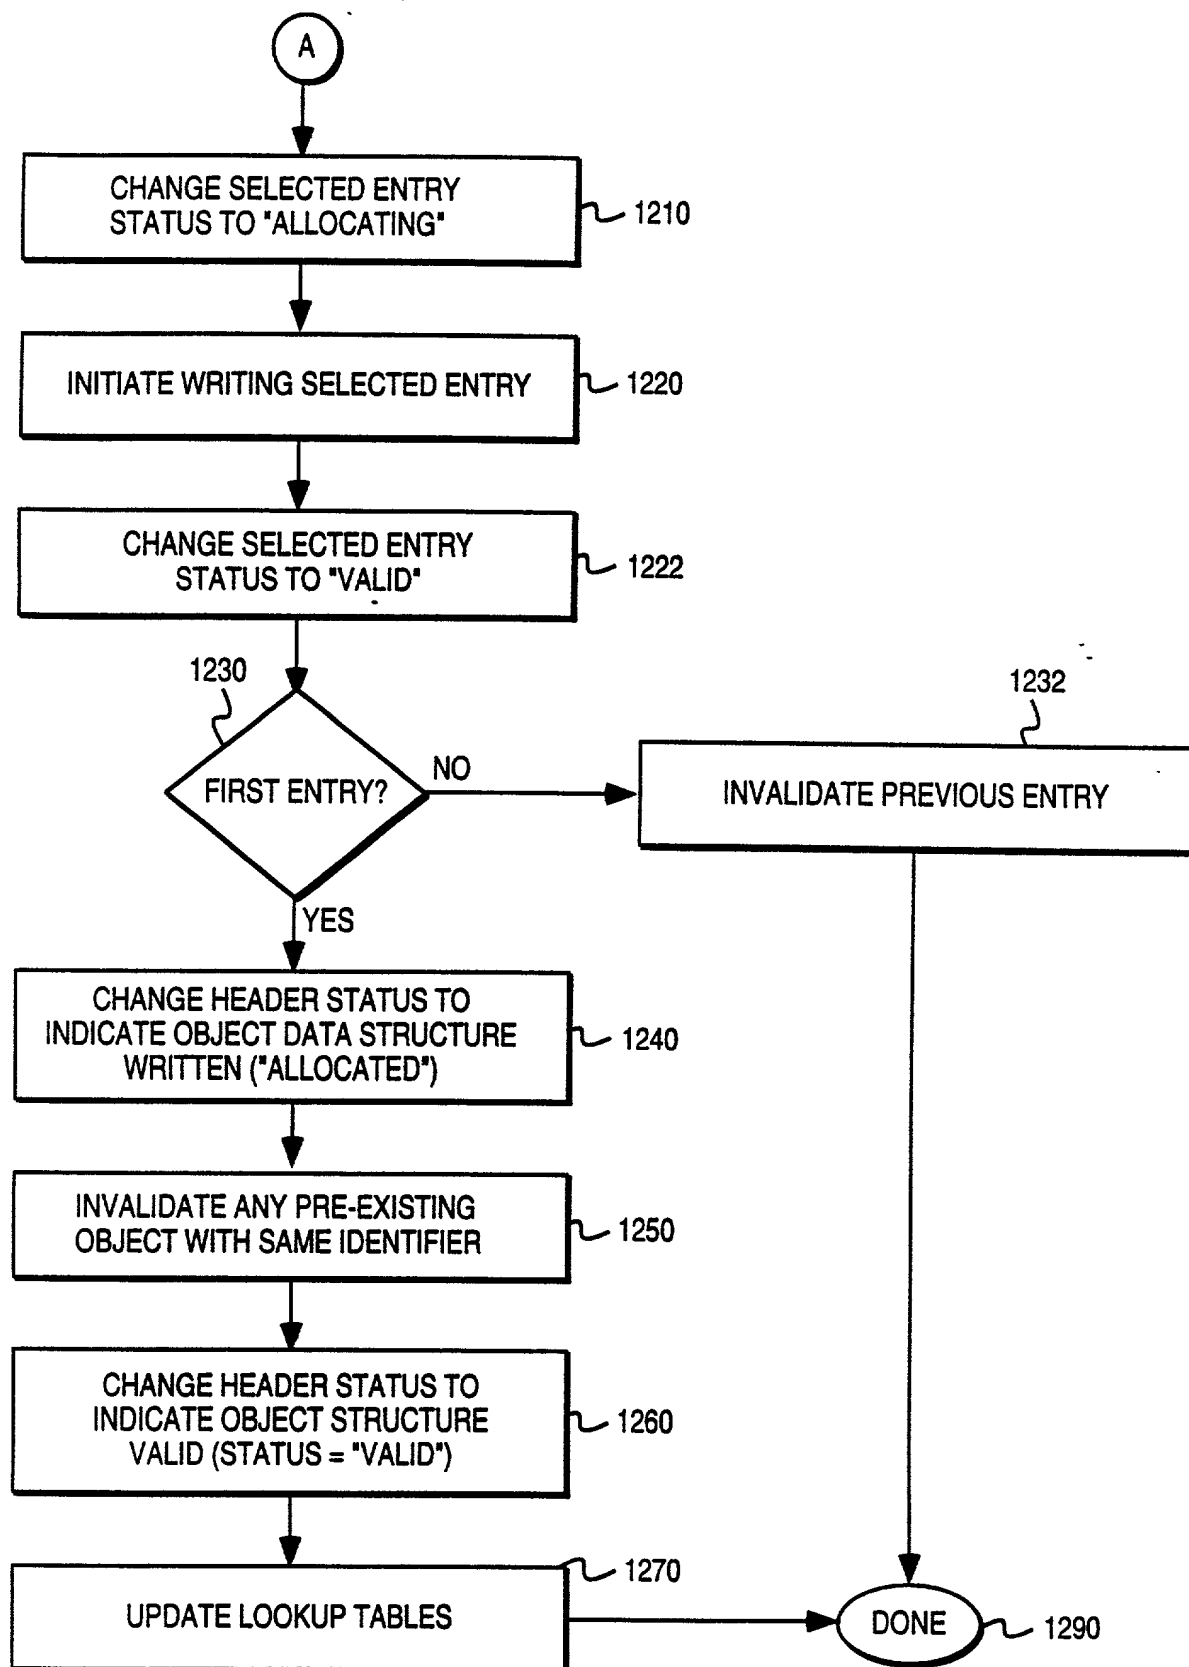 A
CHANGE SELECTED ENTRY
STATUS TO "ALLOCATING"
1210
INITIATE WRITING SELECTED ENTRY
1220
CHANGE SELECTED ENTRY
STATUS TO "VALID"
1222
1230
FIRST ENTRY?
NO
1232
INVALIDATE PREVIOUS ENTRY
YES
CHANGE HEADER STATUS TO
INDICATE OBJECT DATA STRUCTURE
WRITTEN ("ALLOCATED")
1240
INVALIDATE ANY PRE-EXISTING
OBJECT WITH SAME IDENTIFIER
1250
CHANGE HEADER STATUS TO
INDICATE OBJECT STRUCTURE
VALID (STATUS = "VALID")
1260
1270
UPDATE LOOKUP TABLES
DONE
1290